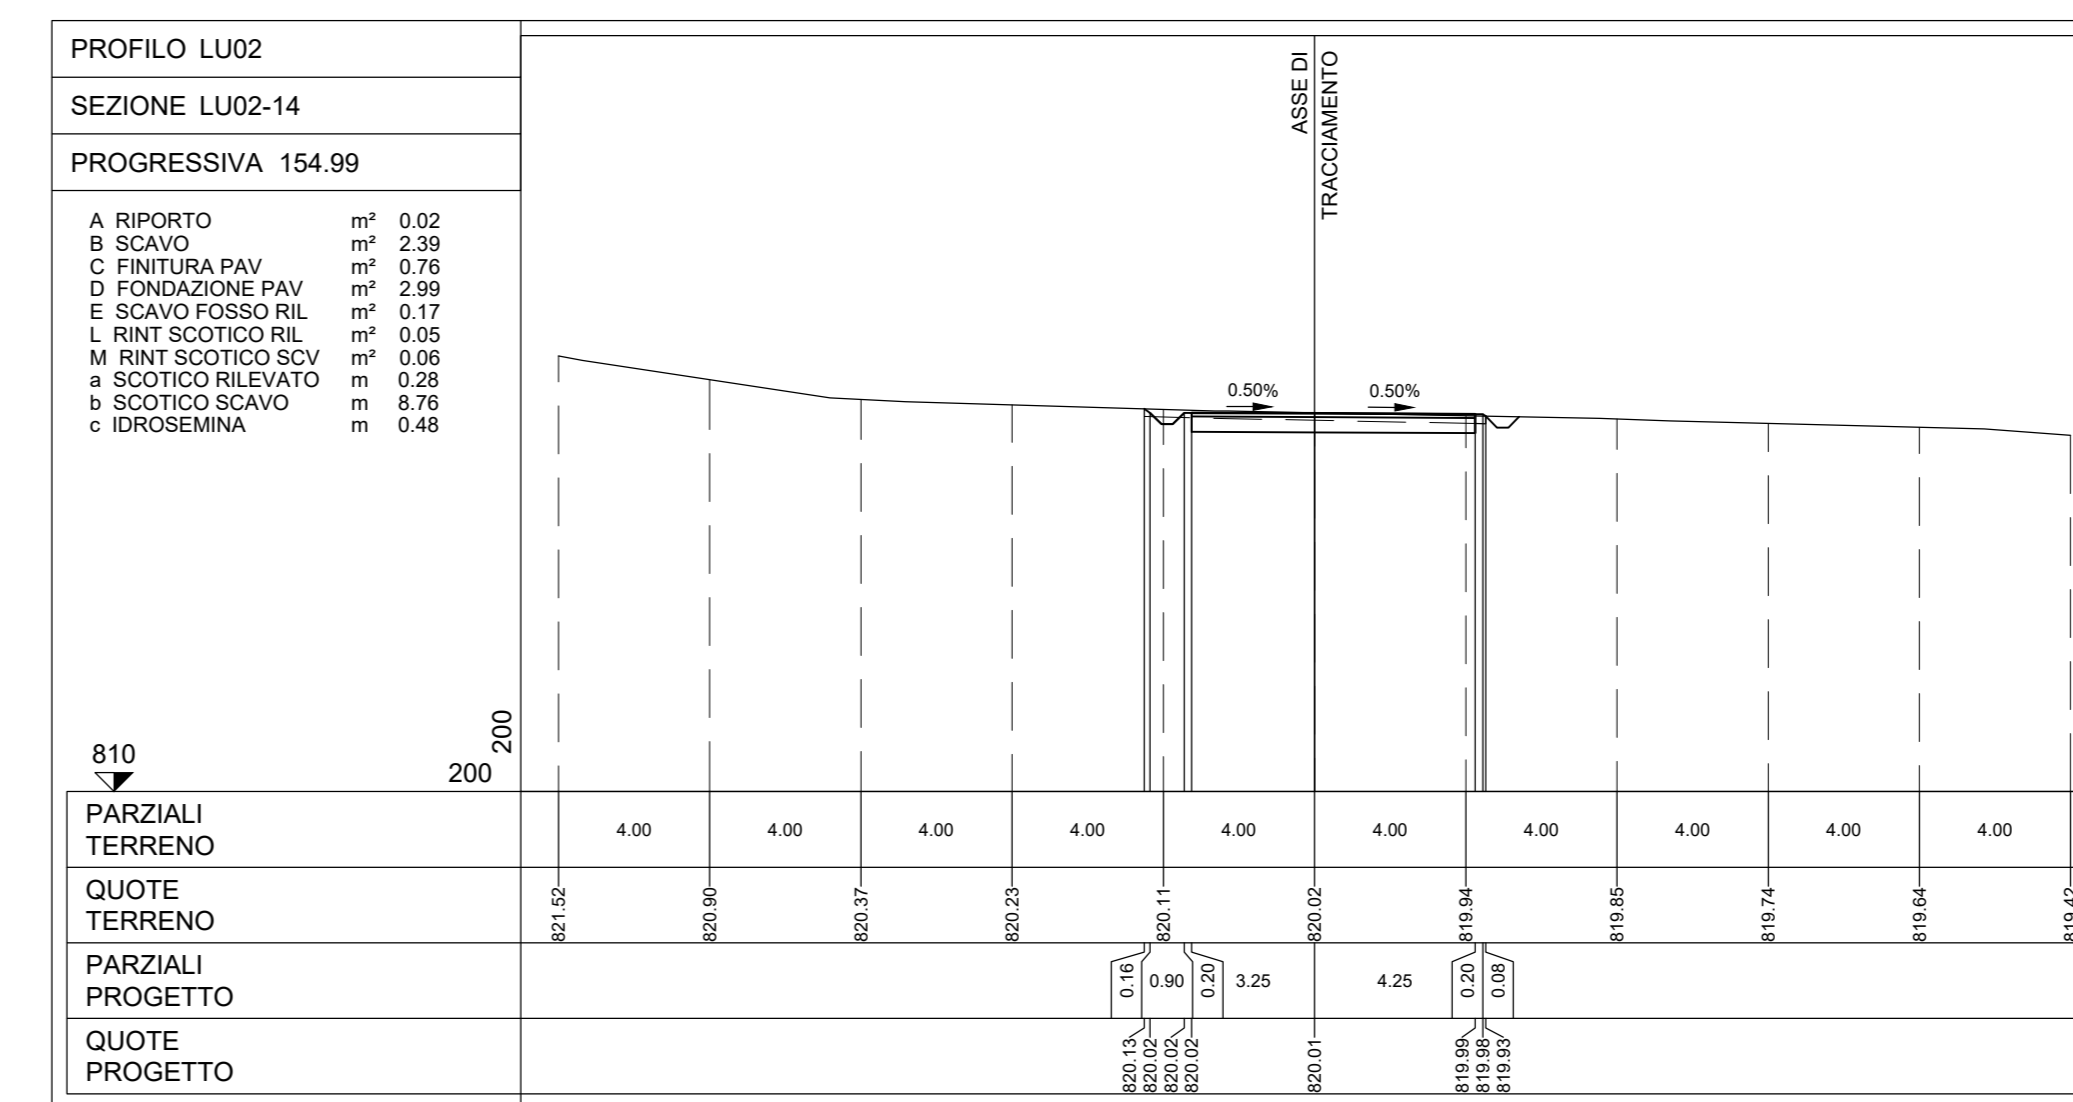 PROFILO LU02
SEZIONE LU02-14
PROGRESSIVA 154.99
A RIPORTO m² 0.02
B SCAVO m² 2.39
C FINITURA PAV m² 0.76
D FONDAZIONE PAV m² 2.99
E SCAVO FOSSO RIL m² 0.17
L RINT SCOTICO RIL m² 0.05
M RINT SCOTICO SCV m² 0.06
a SCOTICO RILEVATO m 0.28
b SCOTICO SCAVO m 8.76
c IDROSEMINA m 0.48
ASSE DI
TRACCIAMENTO
0.50% 0.50%
810
200
200
PARZIALI
TERRENO
4.00 4.00 4.00 4.00 4.00 4.00 4.00 4.00 4.00 4.00
QUOTE
TERRENO
821.52 820.90 820.37 820.23 820.11 820.02 819.94 819.85 819.74 819.64 819.42
PARZIALI
PROGETTO
0.16 0.90 0.20 3.25 4.25 0.20 0.08
QUOTE
PROGETTO
820.13 820.02 820.02 820.02 820.01 819.99 819.98 819.93